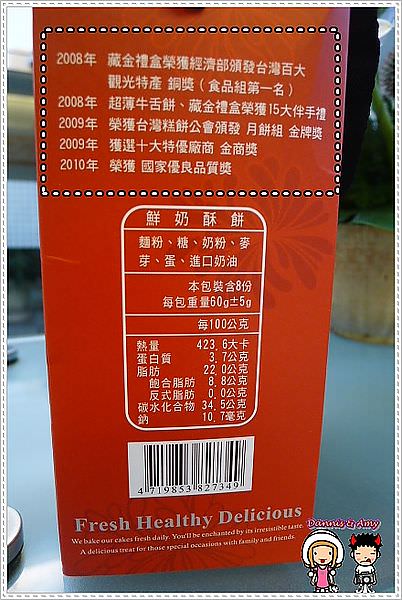 2008年 藏金禮盒榮獲經濟部頒發台灣百大
觀光特產 銅獎（食品組第一名）
2008年 超薄牛舌餅、藏金禮盒榮獲15大伴手禮
2009年 榮獲台灣糕餅公會頒發 月餅組 金牌獎
2009年 獲選十大特優廠商 金商獎
2010年 榮獲 國家優良品質獎
鮮奶酥餅
麵粉、糖、奶粉、麥
芽、蛋、進口奶油
本包裝含8份
每包重量60g±5g
每100公克
熱量 423.6大卡
蛋白質 3.7公克
脂肪 22.0公克
飽合脂肪 8.8公克
反式脂肪 0.0公克
碳水化合物 34.5公克
鈉 10.7毫克
4719853827349
Fresh Healthy Delicious
We bake our cakes fresh daily. You'll be enchanted by its irresistible taste.
A delicious treat for those special occasions with family and friends.
Dannis & Amy